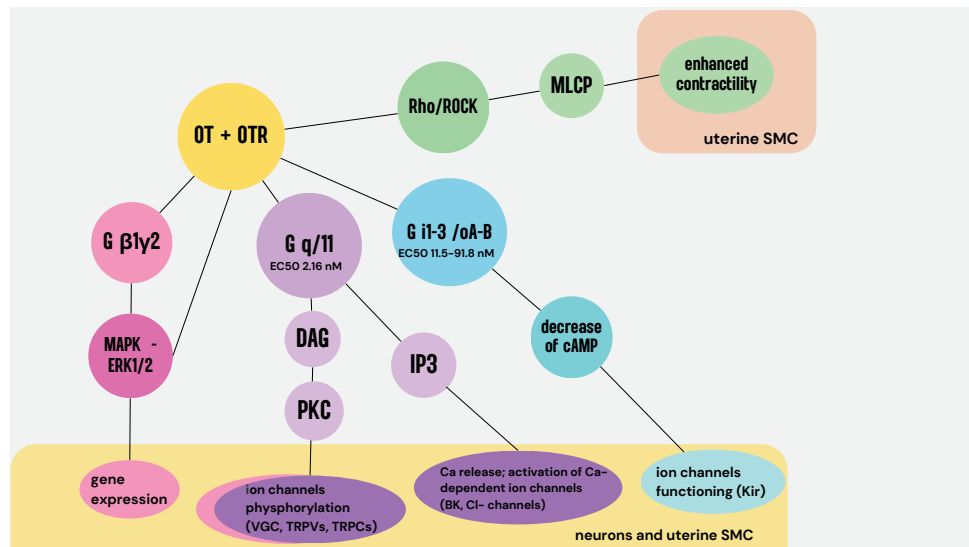 enhanced
contractility
MLCP
Rho/ROCK
uterine SMC
OT + OTR
G β1γ2
G q/11
EC50 2.16 nM
G i1-3 /oA-B
EC50 11.5-91.8 nM
MAPK -
ERK1/2
DAG
IP3
decrease
of cAMP
PKC
gene
expression
ion channels
physphorylation
(VGC, TRPVs, TRPCs)
Ca release; activation of Ca-
dependent ion channels
(BK, Cl- channels)
ion channels
functioning (Kir)
neurons and uterine SMC